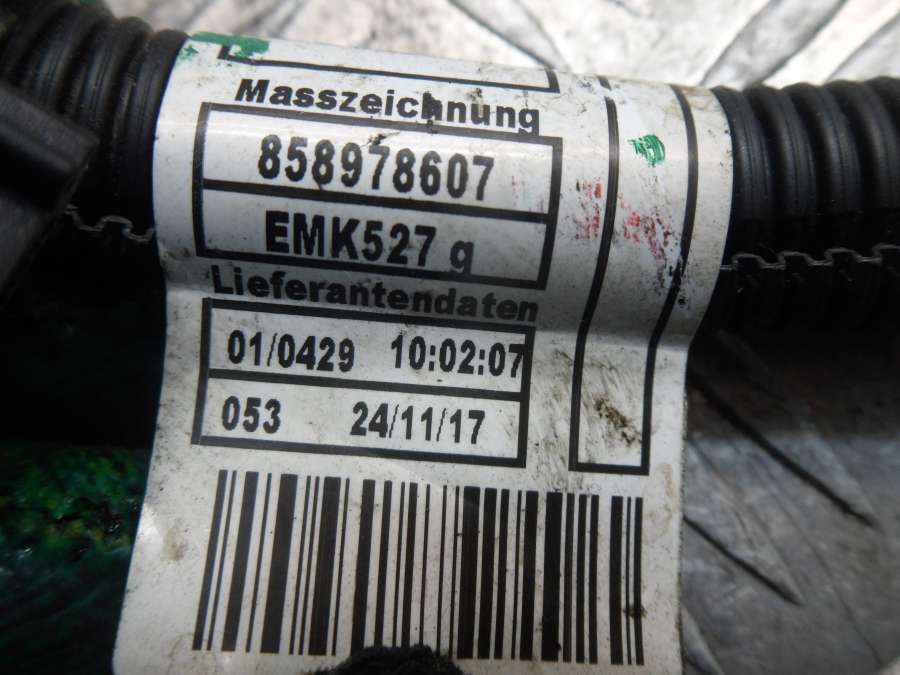 Masszeichnung
858978607
EMK527 g
Lieferantendaten
01/0429 10:02:07
053 24/11/17